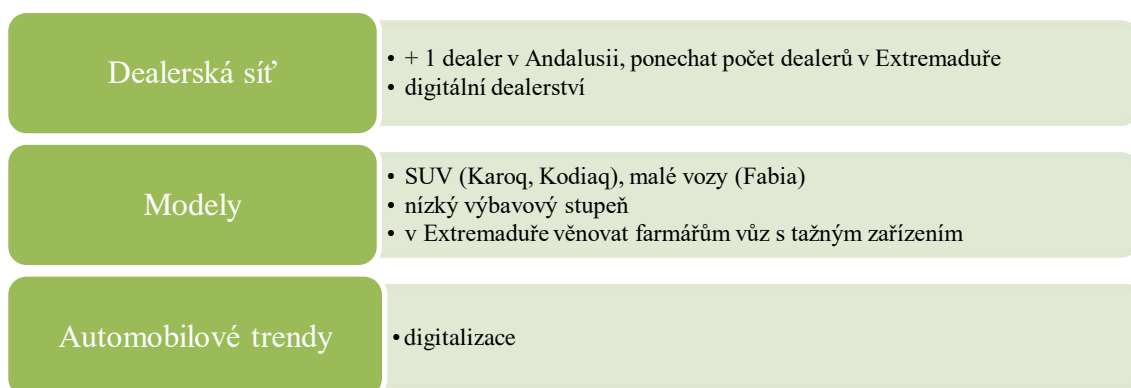 Dealerská síť
• + 1 dealer v Andalusii, ponechat počet dealerů v Extremaduře
• digitální dealerství
Modely
• SUV (Karoq, Kodiaq), malé vozy (Fabia)
• nízký výbavový stupeň
• v Extremaduře věnovat farmářům vůz s tažným zařízením
Automobilové trendy
• digitalizace